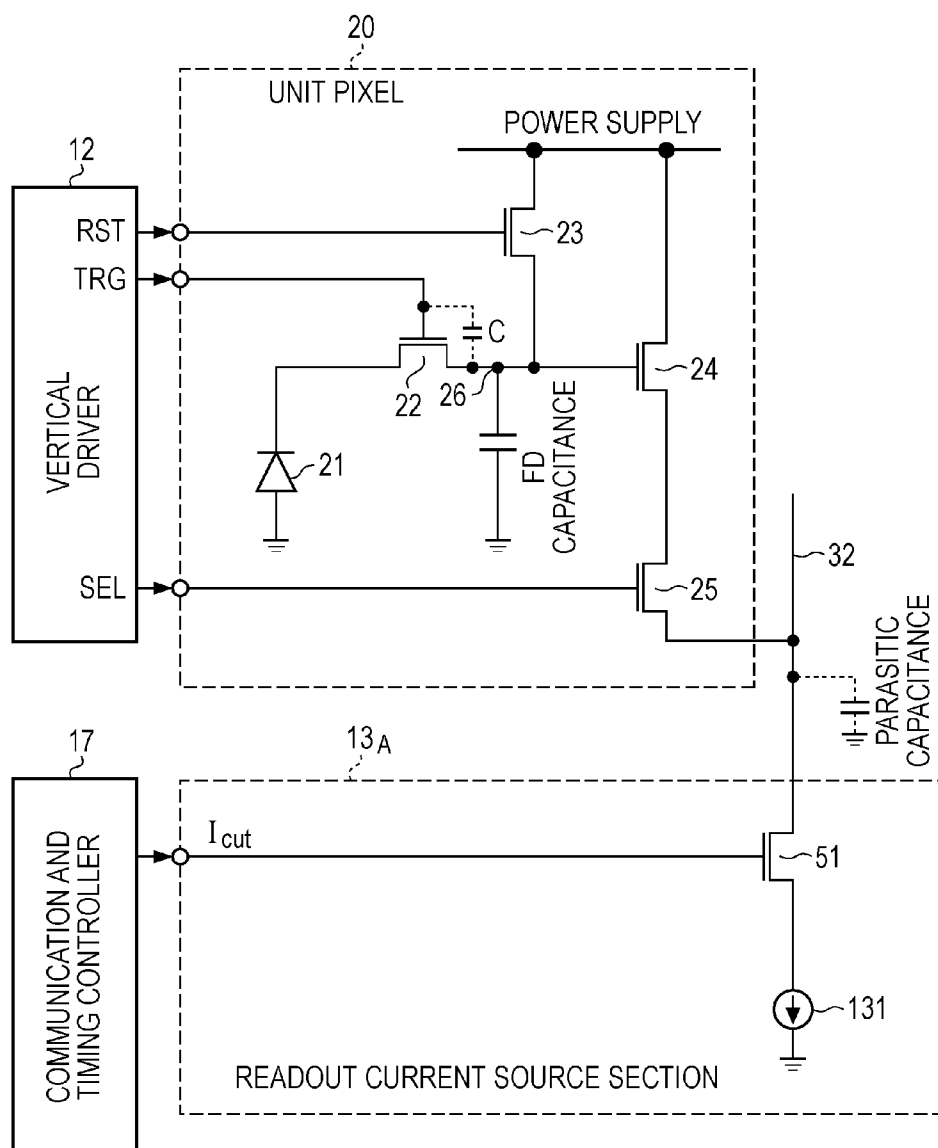 20
UNIT PIXEL
POWER SUPPLY
12
RST
TRG
SEL
VERTICAL
DRIVER
23
C
22
26
24
21
FD
CAPACITANCE
25
32
PARASITIC
CAPACITANCE
17
13A
COMMUNICATION AND
TIMING CONTROLLER
Icut
51
131
READOUT CURRENT SOURCE SECTION